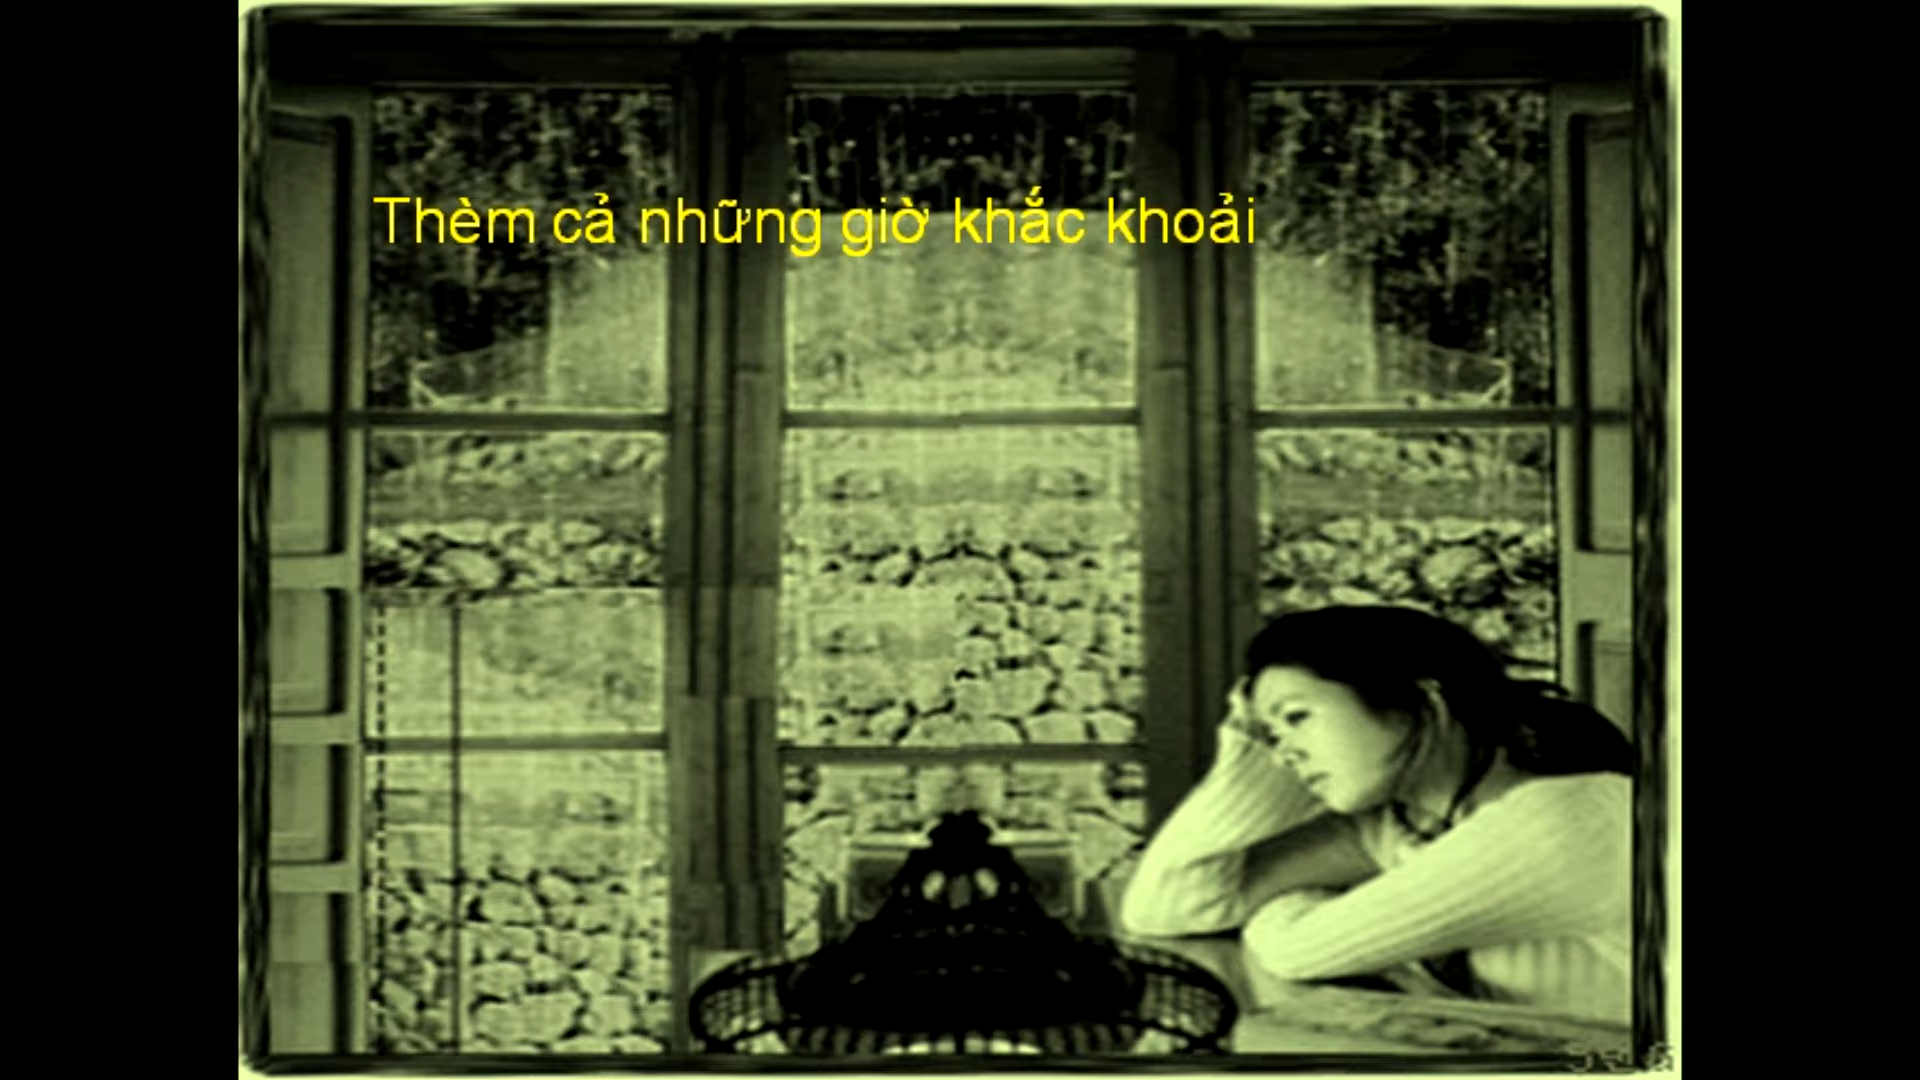 Thèm cả những giờ khắc khoải